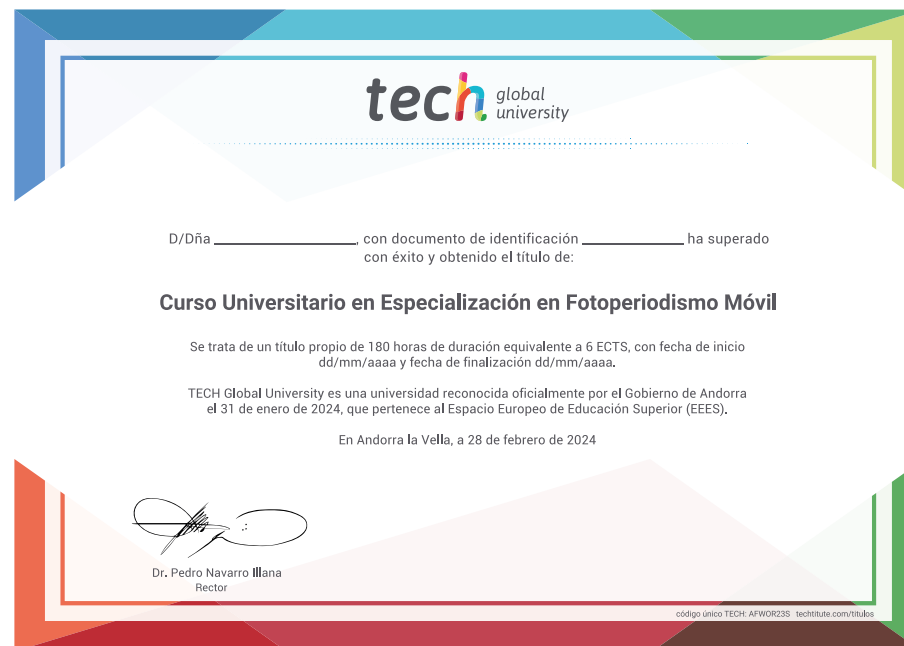 tech global university
D/Dña , con documento de identificación ha superado
con éxito y obtenido el título de:
Curso Universitario en Especialización en Fotoperiodismo Móvil
Se trata de un título propio de 180 horas de duración equivalente a 6 ECTS, con fecha de inicio
dd/mm/aaaa y fecha de finalización dd/mm/aaaa.
TECH Global University es una universidad reconocida oficialmente por el Gobierno de Andorra
el 31 de enero de 2024, que pertenece al Espacio Europeo de Educación Superior (EEES).
En Andorra la Vella, a 28 de febrero de 2024
Dr. Pedro Navarro Illana
Rector
código único TECH: AFWOR23S techtitute.com/titulos